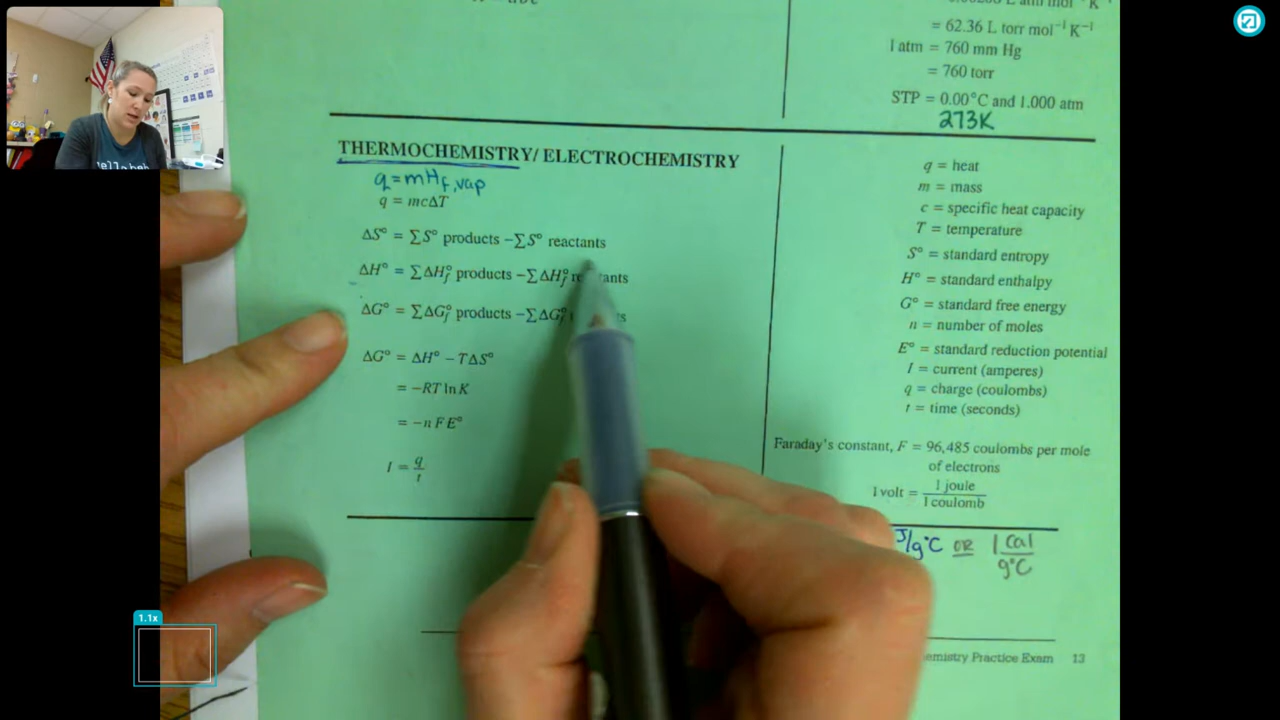 = 62.36 L torr mol⁻¹ K⁻¹
1 atm = 760 mm Hg
= 760 torr
STP = 0.00°C and 1.000 atm
273K
THERMOCHEMISTRY/ ELECTROCHEMISTRY
q = mH f, vap
q = mcΔT
ΔS° = ∑S° products −∑S° reactants
ΔH° = ∑ΔH°f products −∑ΔH°f
ΔG° = ∑ΔG°f products −∑ΔG°f
ΔG° = ΔH° − TΔS°
= −RT ln K
= −n F E°
I = q/t
q = heat
m = mass
c = specific heat capacity
T = temperature
S° = standard entropy
H° = standard enthalpy
G° = standard free energy
n = number of moles
E° = standard reduction potential
I = current (amperes)
q = charge (coulombs)
t = time (seconds)
Faraday's constant, F = 96,485 coulombs per mole
of electrons
1 volt = 1 joule / 1 coulomb
J/g°C OR 1 cal / g°C
Practice Exam 13
1.1x